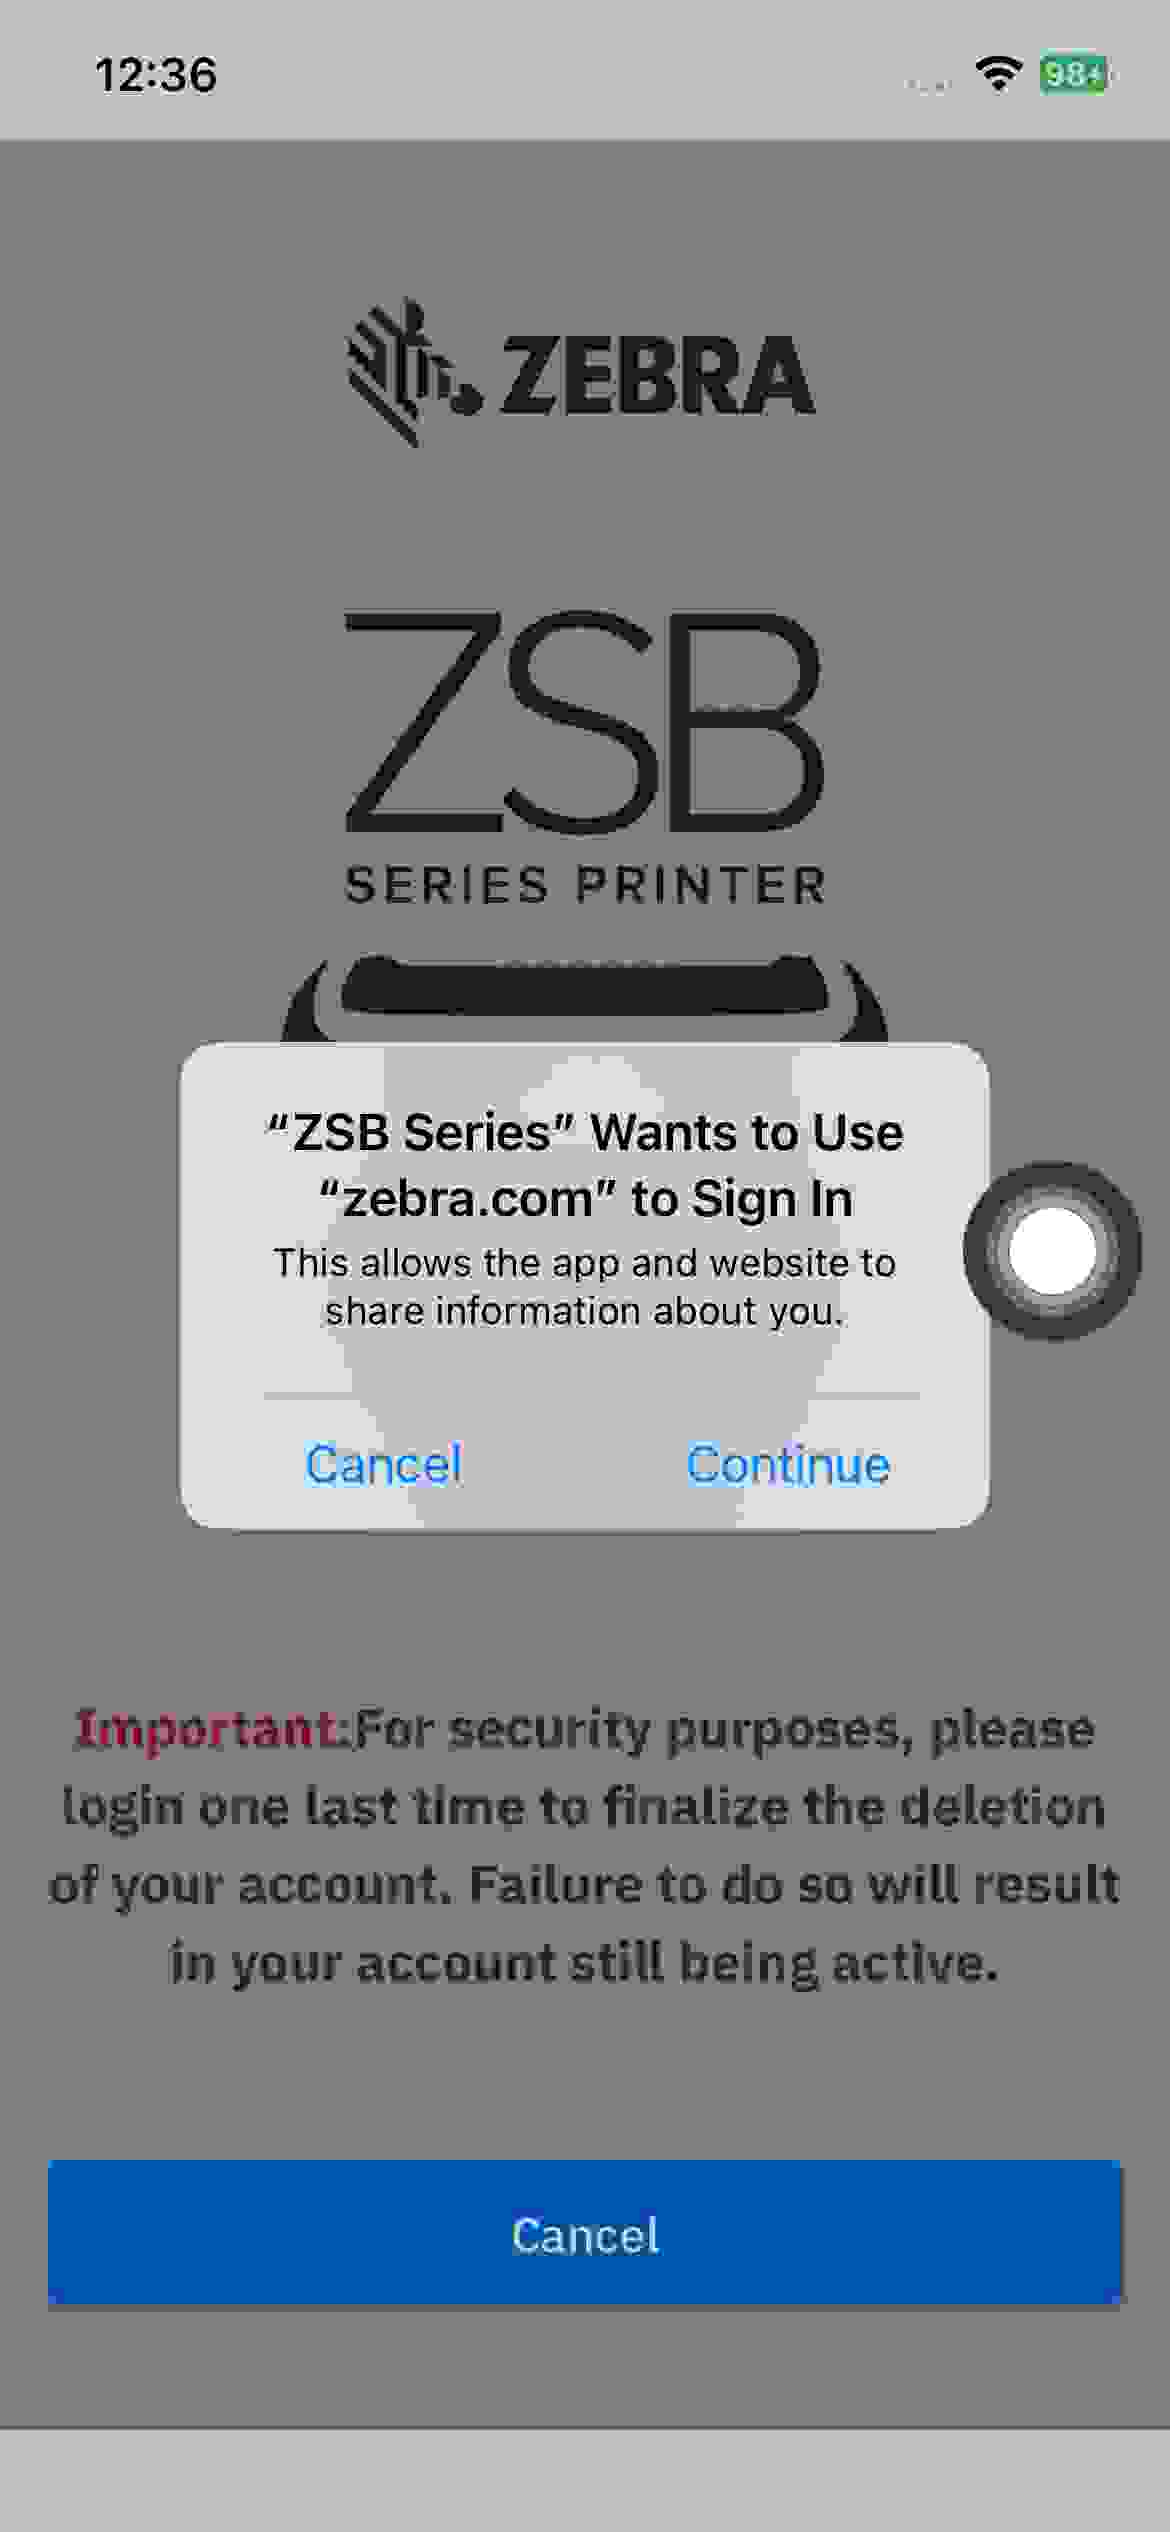 12:36
98
ZEBRA
ZSB
SERIES PRINTER
“ZSB Series” Wants to Use
“zebra.com” to Sign In
This allows the app and website to
share information about you.
Cancel
Continue
Important:For security purposes, please
login one last time to finalize the deletion
of your account. Failure to do so will result
in your account still being active.
Cancel